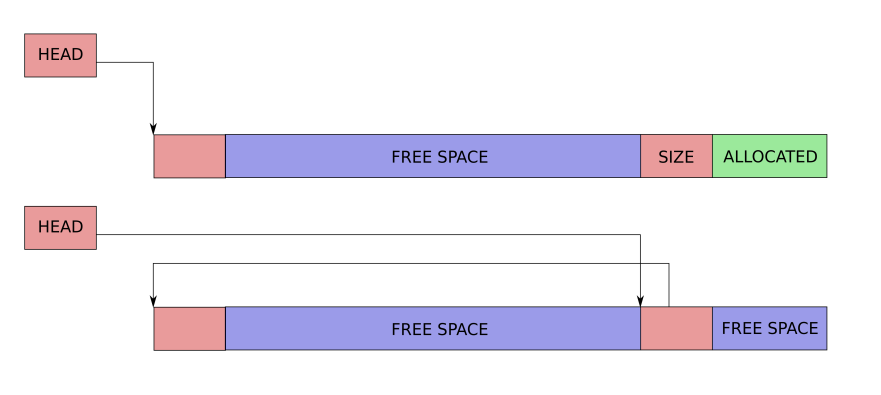 HEAD
FREE SPACE
SIZE
ALLOCATED
HEAD
FREE SPACE
FREE SPACE